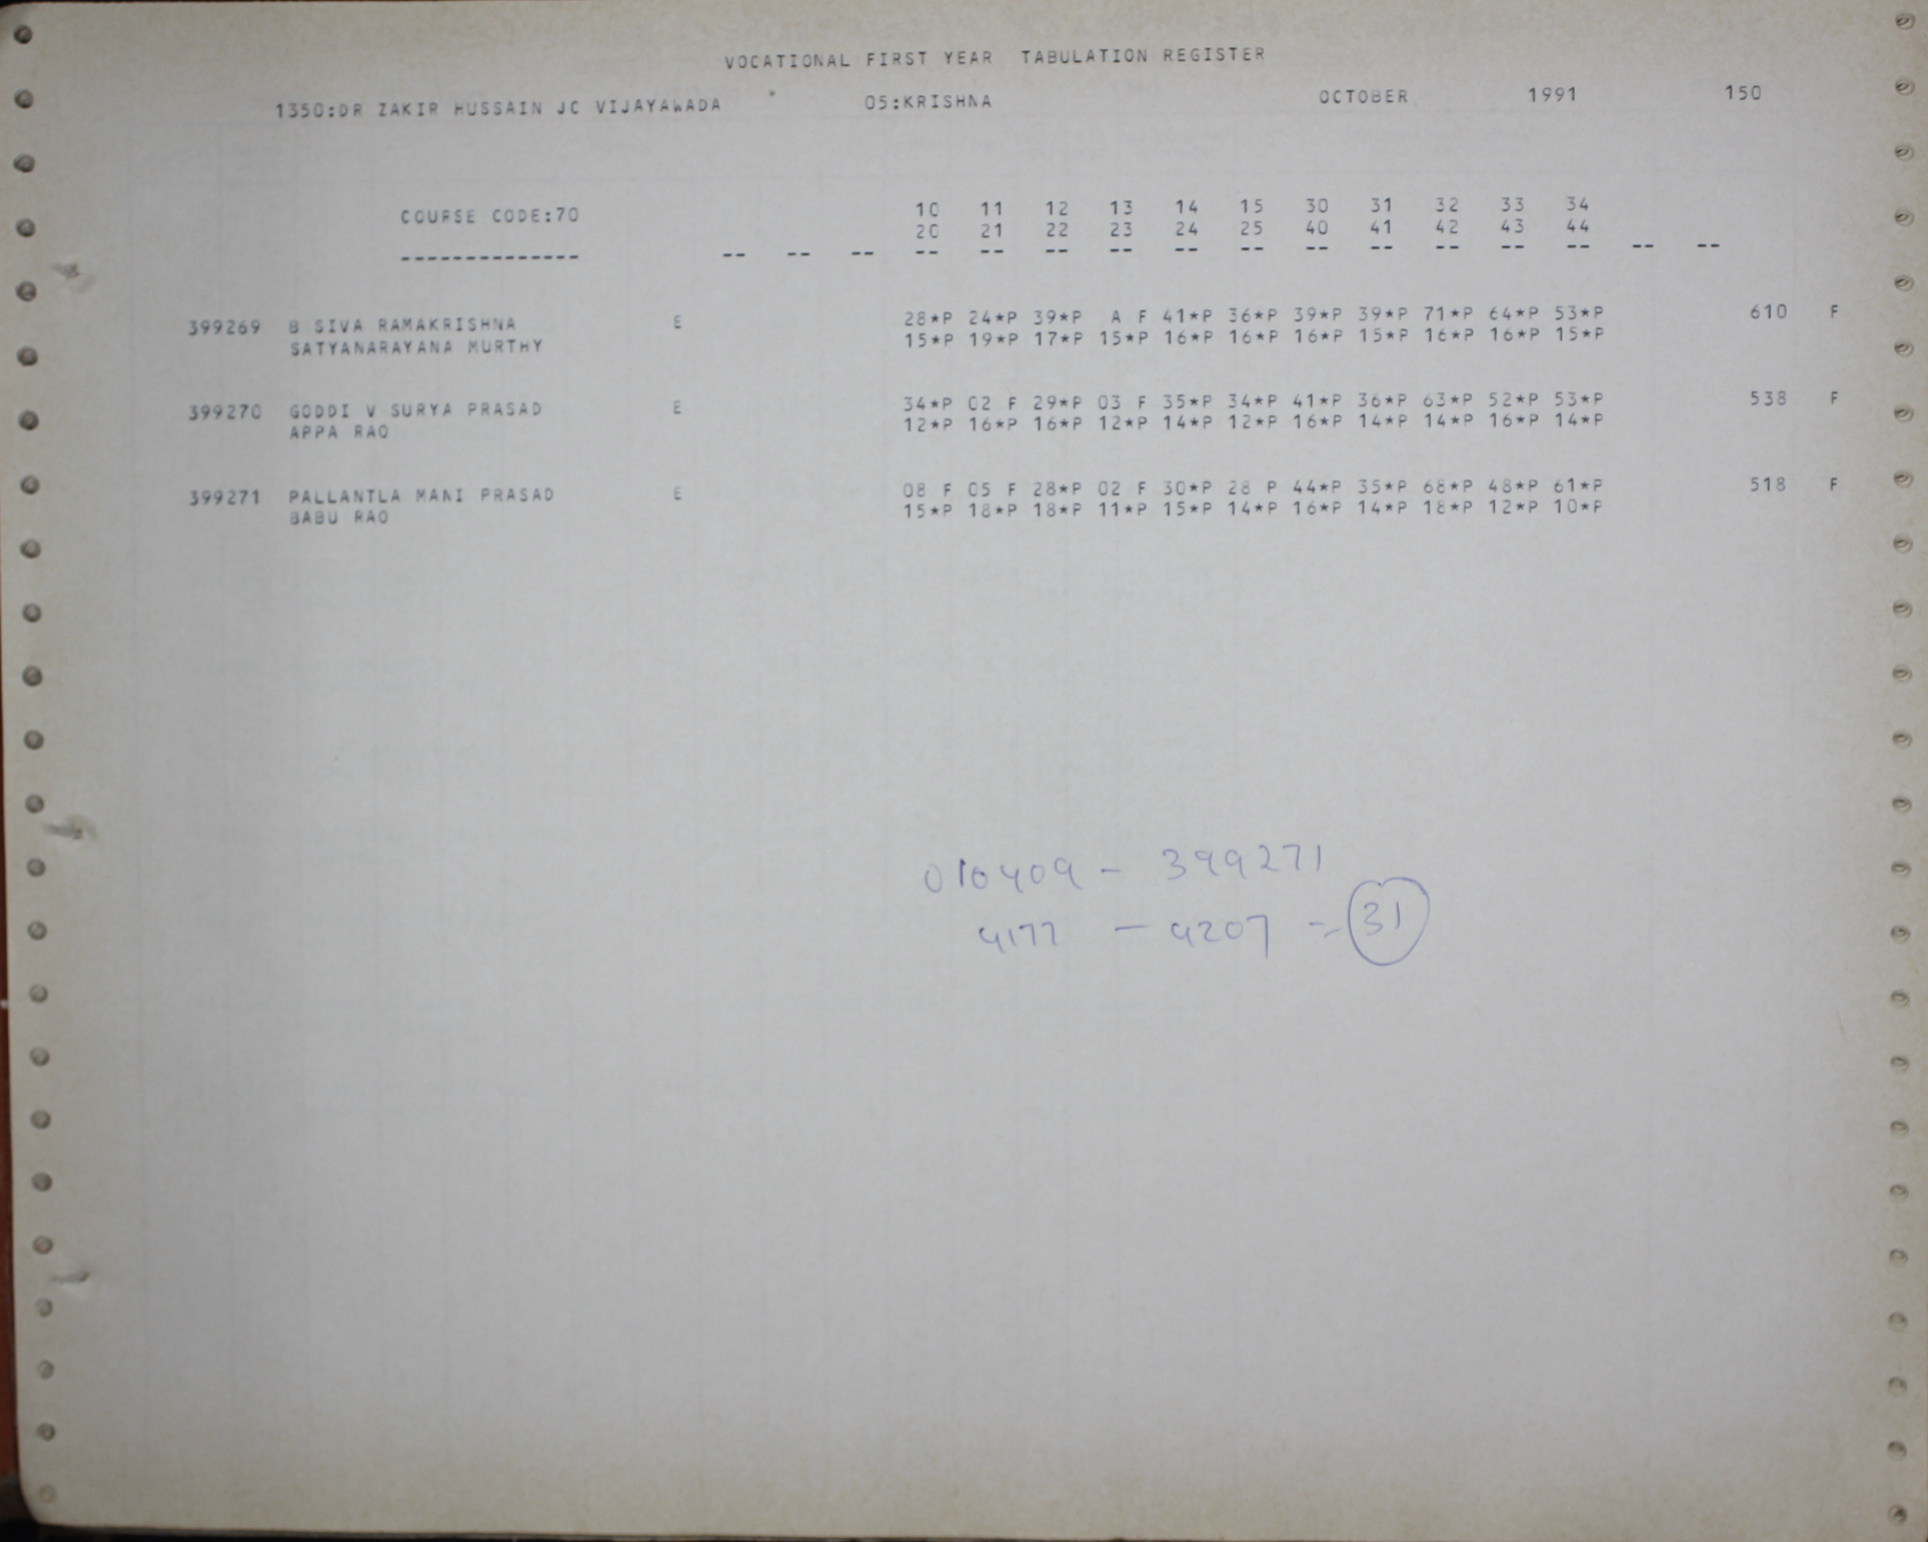 VOCATIONAL FIRST YEAR TABULATION REGISTER
1350:DR ZAKIR HUSSAIN JC VIJAYAWADA 05:KRISHNA OCTOBER 1991 150
COURSE CODE:70 10 11 12 13 14 15 30 31 32 33 34
20 21 22 23 24 25 40 41 42 43 44
-------------- -- -- -- -- -- -- -- -- -- -- -- -- -- -- -- --
399269 B SIVA RAMAKRISHNA E 28*P 24*P 39*P A F 41*P 36*P 39*P 39*P 71*P 64*P 53*P 610 F
SATYANARAYANA MURTHY 15*P 19*P 17*P 15*P 16*P 16*P 16*P 15*P 16*P 16*P 15*P
399270 GODDI V SURYA PRASAD E 34*P 02 F 29*P 03 F 35*P 34*P 41*P 36*P 63*P 52*P 53*P 538 F
APPA RAO 12*P 16*P 16*P 12*P 14*P 12*P 16*P 14*P 14*P 16*P 14*P
399271 PALLANTLA MANI PRASAD E 08 F 05 F 28*P 02 F 30*P 28 P 44*P 35*P 68*P 48*P 61*P 518 F
BABU RAO 15*P 18*P 18*P 11*P 15*P 14*P 16*P 14*P 18*P 12*P 10*P
010409 - 399271
4177 - 4207 = 31